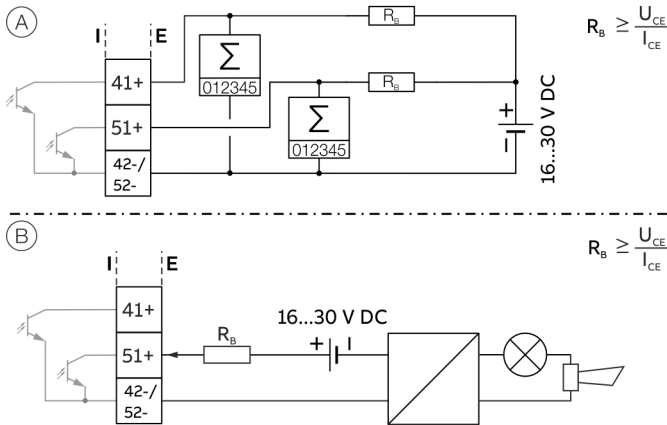 A
I E
Σ
012345
R_B
R_B ≥ U_CE / I_CE
41+
R_B
Σ
012345
51+
42-/
52-
+
−
16...30 V DC
B
I E
R_B ≥ U_CE / I_CE
41+
16...30 V DC
51+
R_B
+ −
42-/
52-